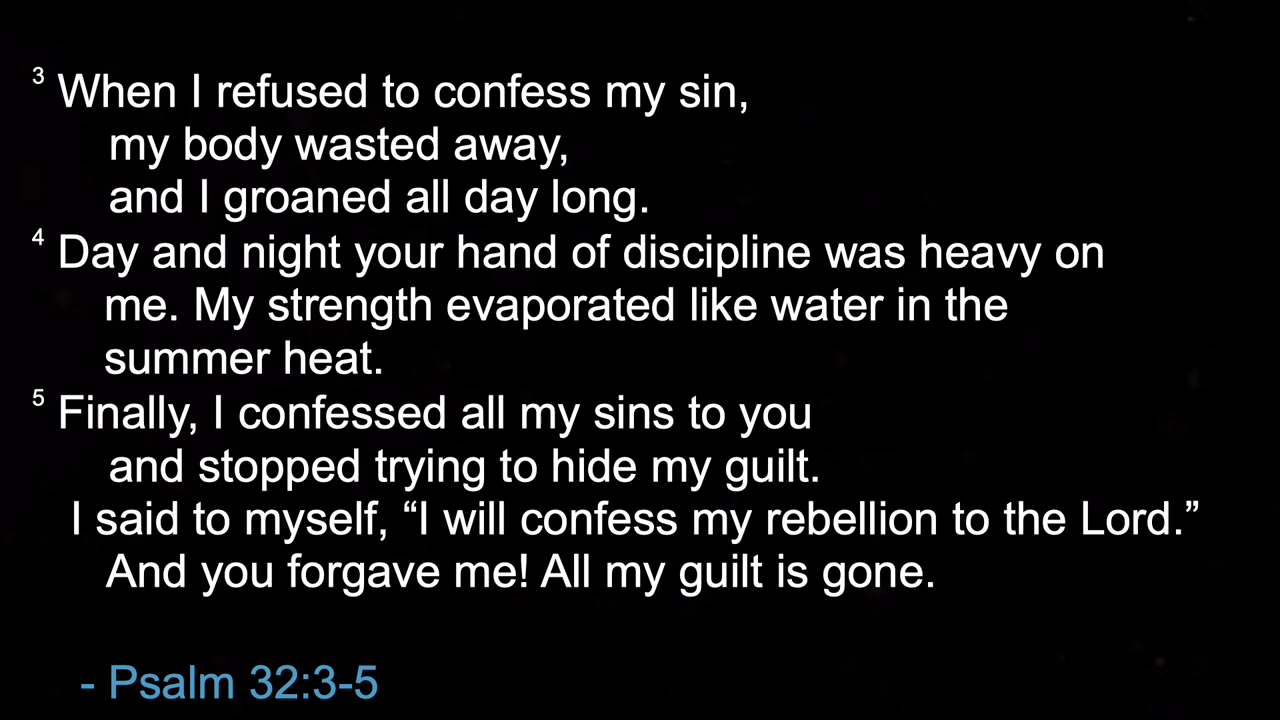 3 When I refused to confess my sin,
my body wasted away,
and I groaned all day long.
4 Day and night your hand of discipline was heavy on
me. My strength evaporated like water in the
summer heat.
5 Finally, I confessed all my sins to you
and stopped trying to hide my guilt.
I said to myself, “I will confess my rebellion to the Lord.”
And you forgave me! All my guilt is gone.
- Psalm 32:3-5